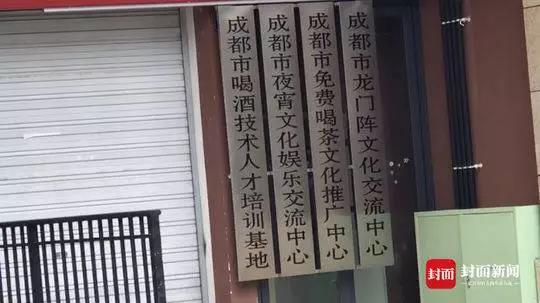 成都市喝酒技术人才培训基地
成都市夜宵文化娱乐交流中心
成都市免费喝茶文化推广中心
成都市龙门阵文化交流中心
封面
封面新闻